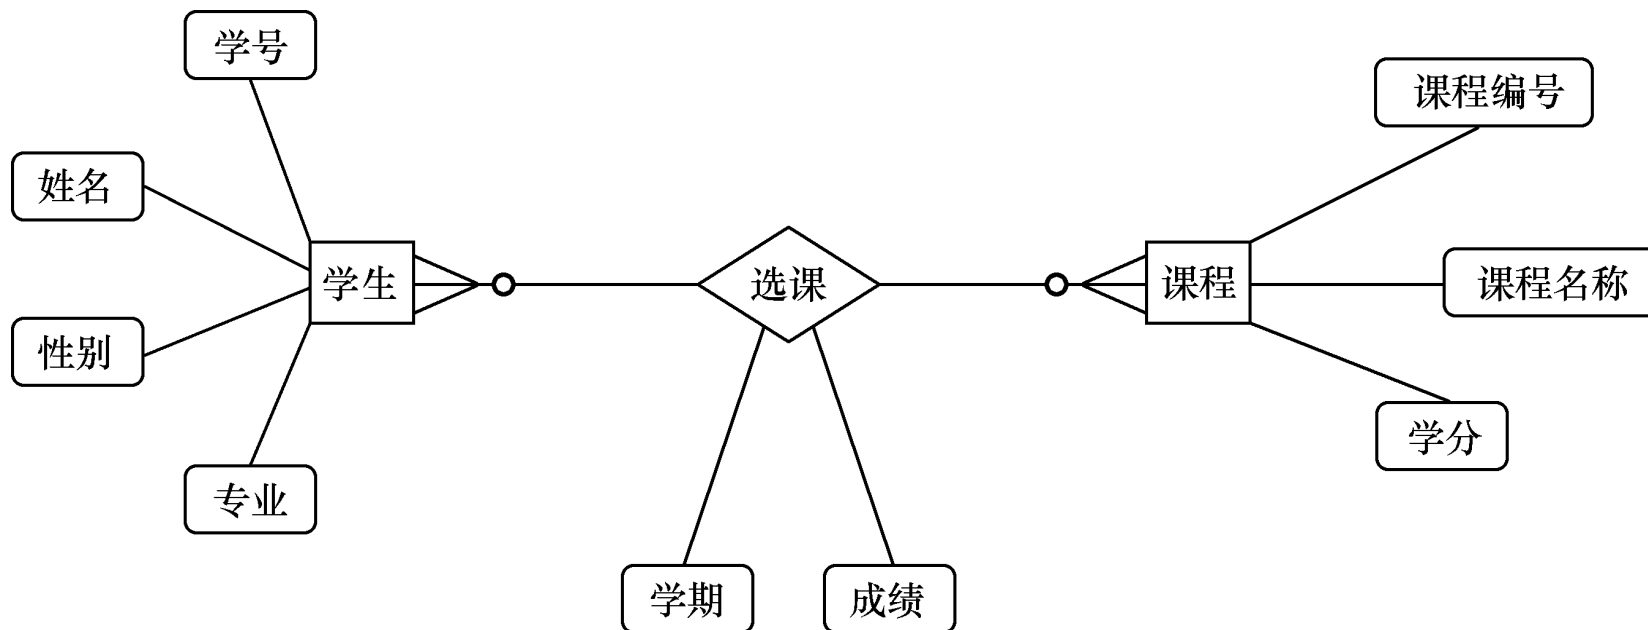 学号
课程编号
姓名
学生
选课
课程
课程名称
性别
学分
专业
学期
成绩